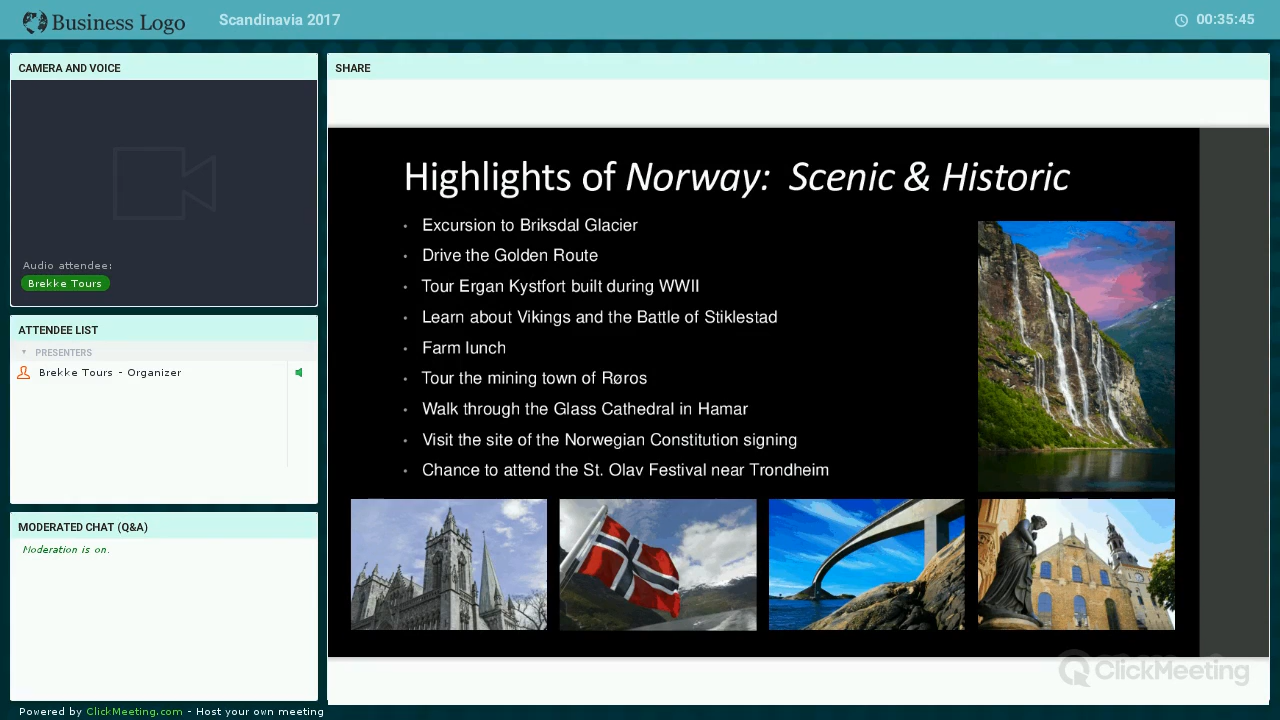 Business Logo
Scandinavia 2017
00:35:45
CAMERA AND VOICE
Audio attendee:
Brekke Tours
ATTENDEE LIST
PRESENTERS
Brekke Tours - Organizer
MODERATED CHAT (Q&A)
Moderation is on.
SHARE
Highlights of Norway: Scenic & Historic
• Excursion to Briksdal Glacier
• Drive the Golden Route
• Tour Ergan Kystfort built during WWII
• Learn about Vikings and the Battle of Stiklestad
• Farm lunch
• Tour the mining town of Røros
• Walk through the Glass Cathedral in Hamar
• Visit the site of the Norwegian Constitution signing
• Chance to attend the St. Olav Festival near Trondheim
ClickMeeting
Powered by ClickMeeting.com - Host your own meeting